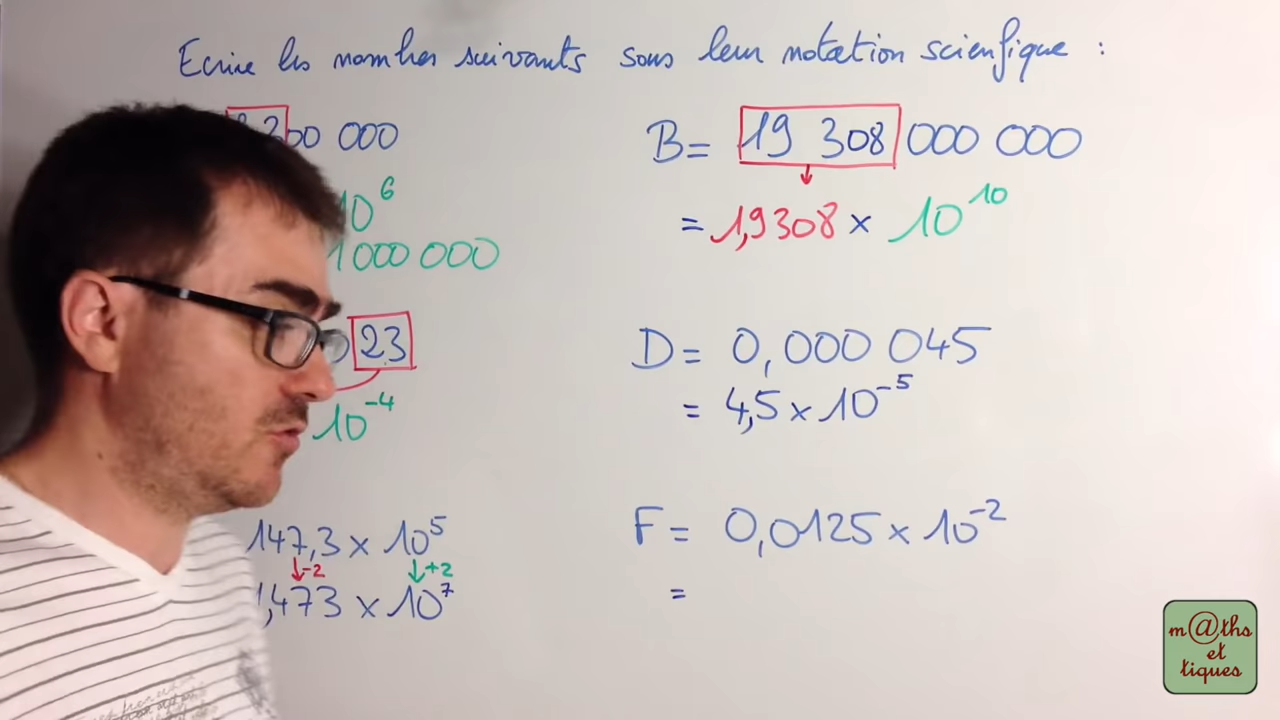 Ecrire les nombres suivants sous leur notation scienfique :
300 000
10^6
1 000 000
B = 19 308 000 000
= 1,9308 × 10^10
23
10^-4
D = 0,000 045
= 4,5 × 10^-5
147,3 × 10^5
↓-2 ↓+2
,473 × 10^7
F = 0,0125 × 10^-2
=
m@ths
et
tiques